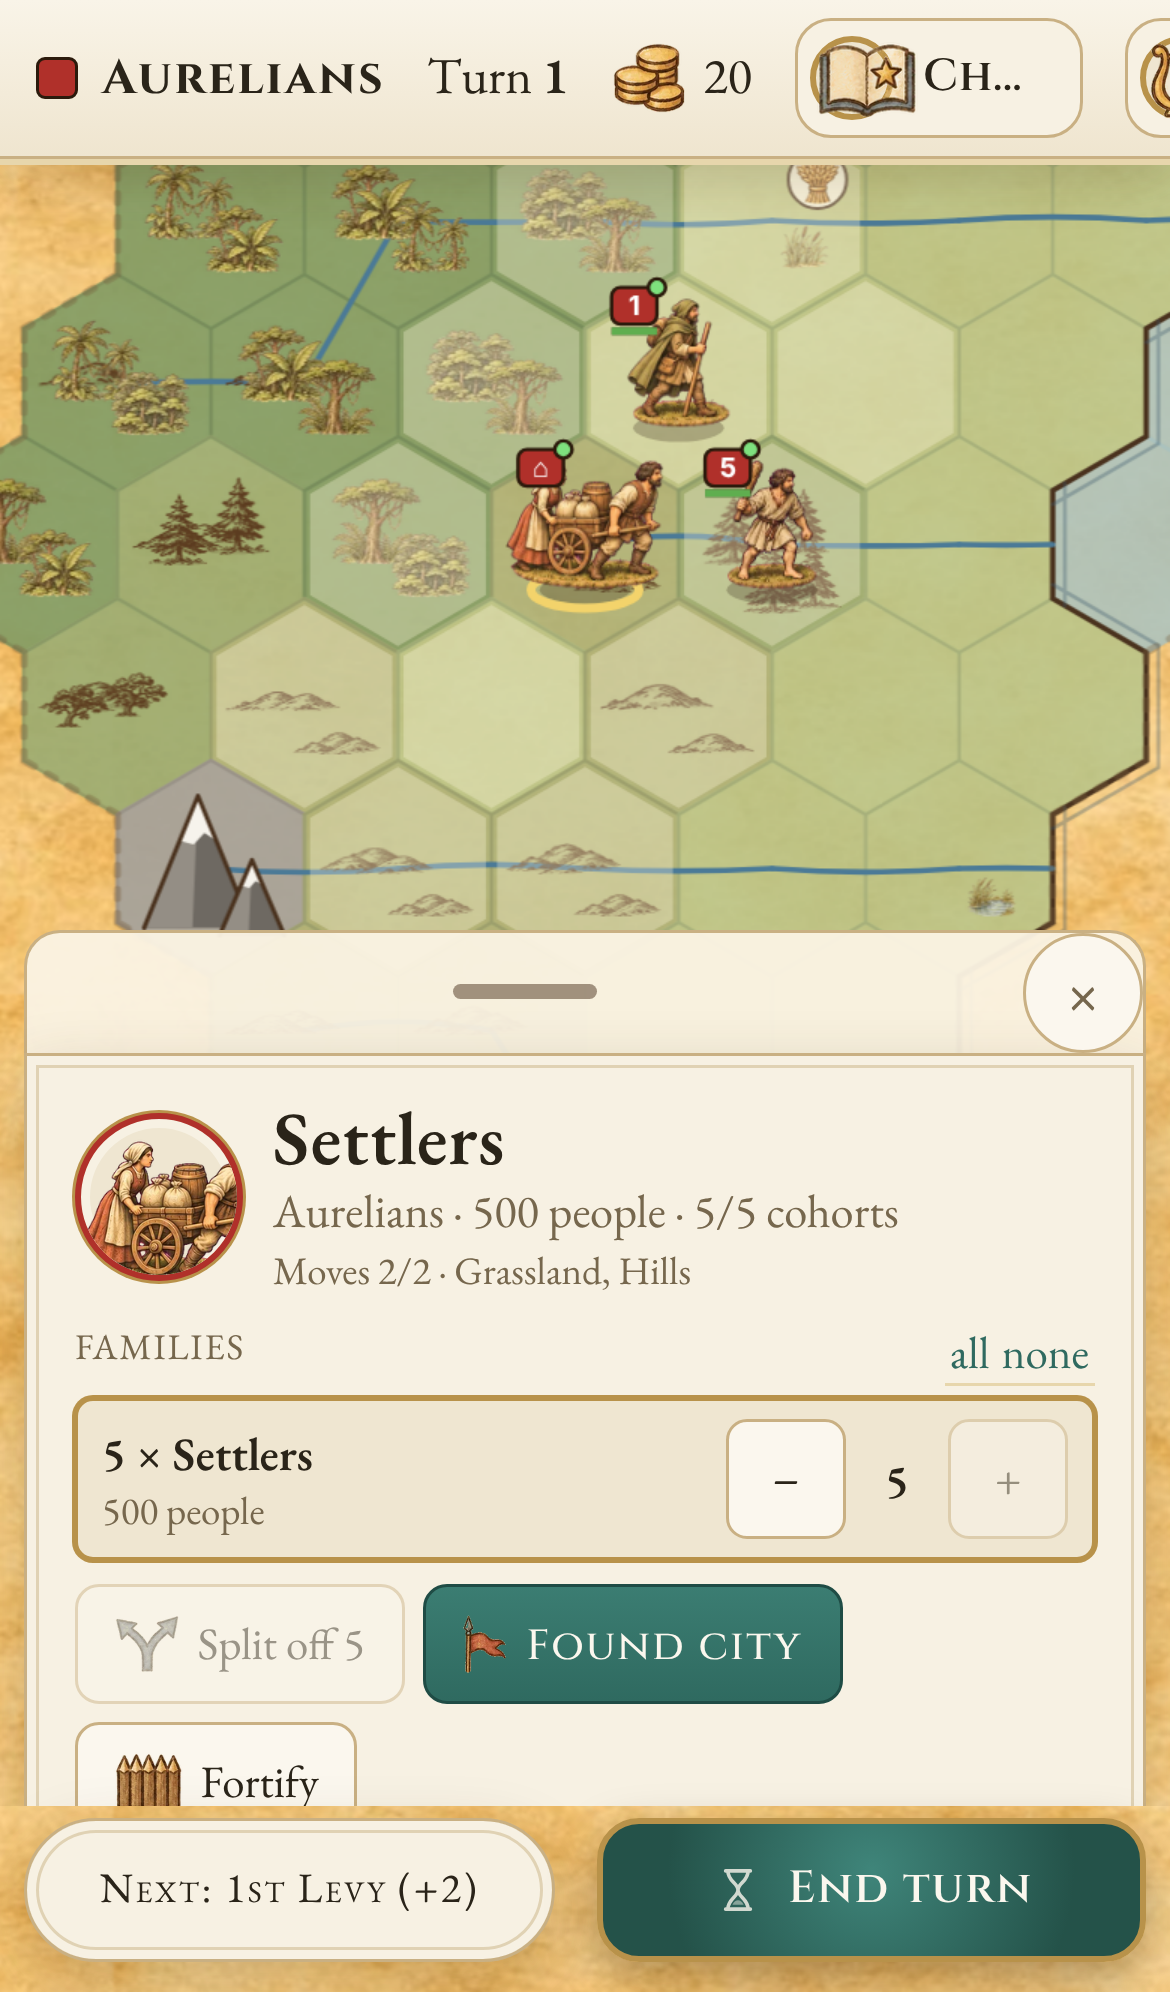 AURELIANS Turn 1 20 CH...
1
5
×
Settlers
Aurelians · 500 people · 5/5 cohorts
Moves 2/2 · Grassland, Hills
FAMILIES all none
5 × Settlers
500 people
− 5 +
Split off 5 FOUND CITY
Fortify
NEXT: 1ST LEVY (+2) END TURN